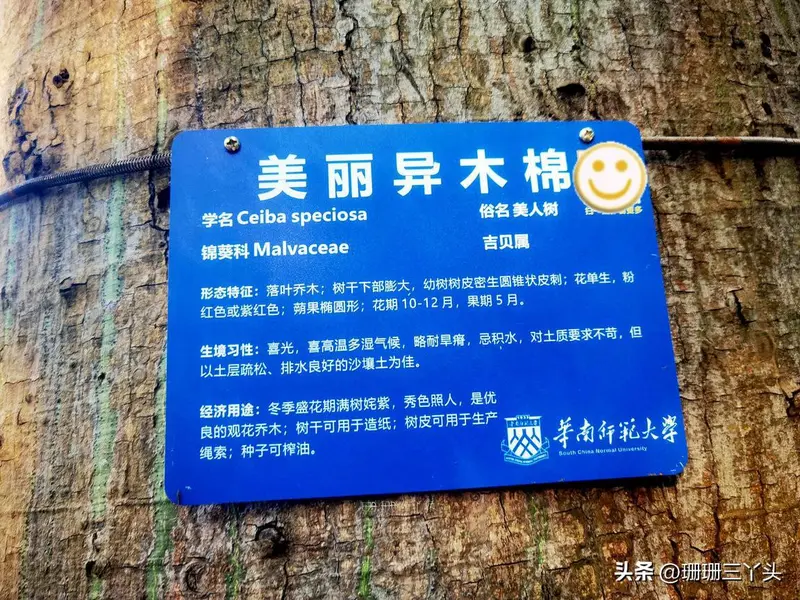 美丽异木棉
学名 Ceiba speciosa
俗名 美人树
锦葵科 Malvaceae
吉贝属
形态特征：落叶乔木；树干下部膨大，幼树树皮密生圆锥状皮刺；花单生，粉
红色或紫红色；蒴果椭圆形；花期10-12月，果期5月。
生境习性：喜光，喜高温多湿气候，略耐旱瘠，忌积水，对土质要求不苛，但
以土层疏松、排水良好的沙壤土为佳。
经济用途：冬季盛花期满树姹紫，秀色照人，是优
良的观花乔木；树干可用于造纸；树皮可用于生产
绳索；种子可榨油。
華南师范大学
South China Normal University
头条 @珊珊三丫头